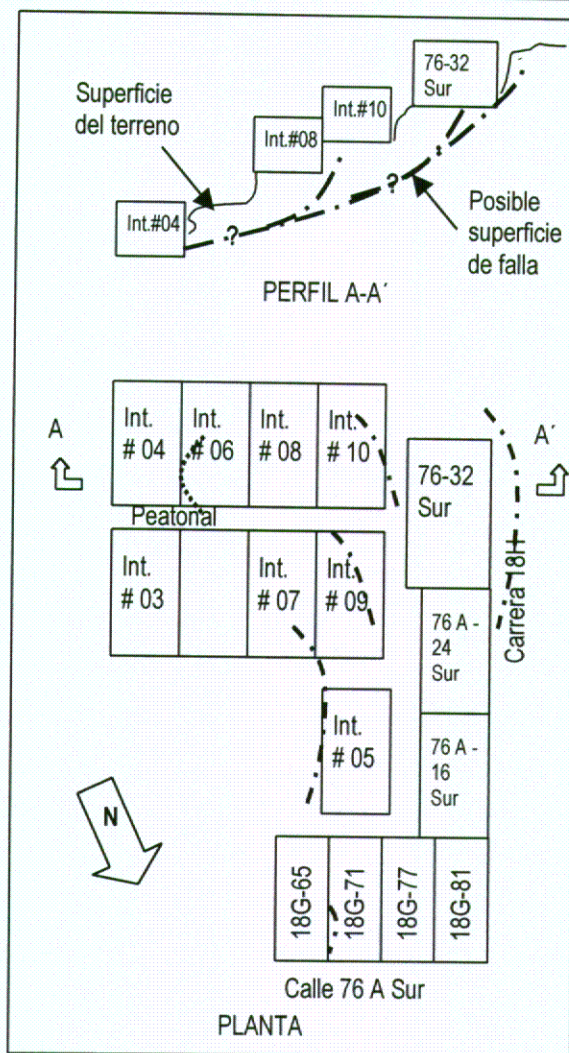 76-32
Sur
Superficie
del terreno
Int.#10
Int.#08
Int.#04
?
?
Posible
superficie
de falla
PERFIL A-A´
A
A´
Int.
# 04
Int.
# 06
Int.
# 08
Int.
# 10
76-32
Sur
Peatonal
Carrera 18H
Int.
# 03
Int.
# 07
Int.
# 09
76 A -
24
Sur
Int.
# 05
76 A -
16
Sur
N
18G-65
18G-71
18G-77
18G-81
Calle 76 A Sur
PLANTA